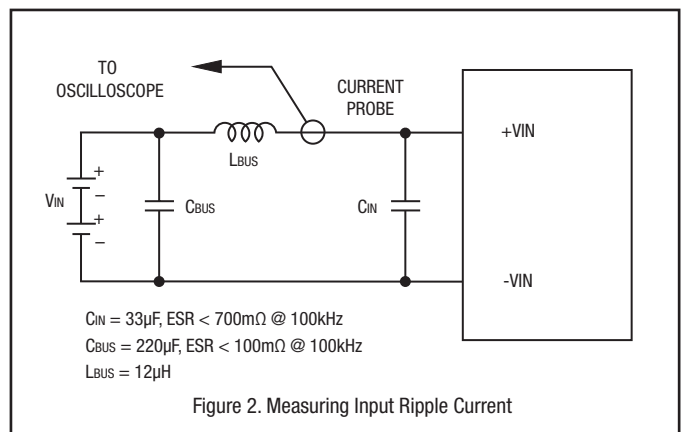 TO
OSCILLOSCOPE
CURRENT
PROBE
+VIN
LBUS
VIN
+
−
+
−
CBUS
CIN
-VIN
CIN = 33µF, ESR < 700mΩ @ 100kHz
CBUS = 220µF, ESR < 100mΩ @ 100kHz
LBUS = 12µH
Figure 2. Measuring Input Ripple Current